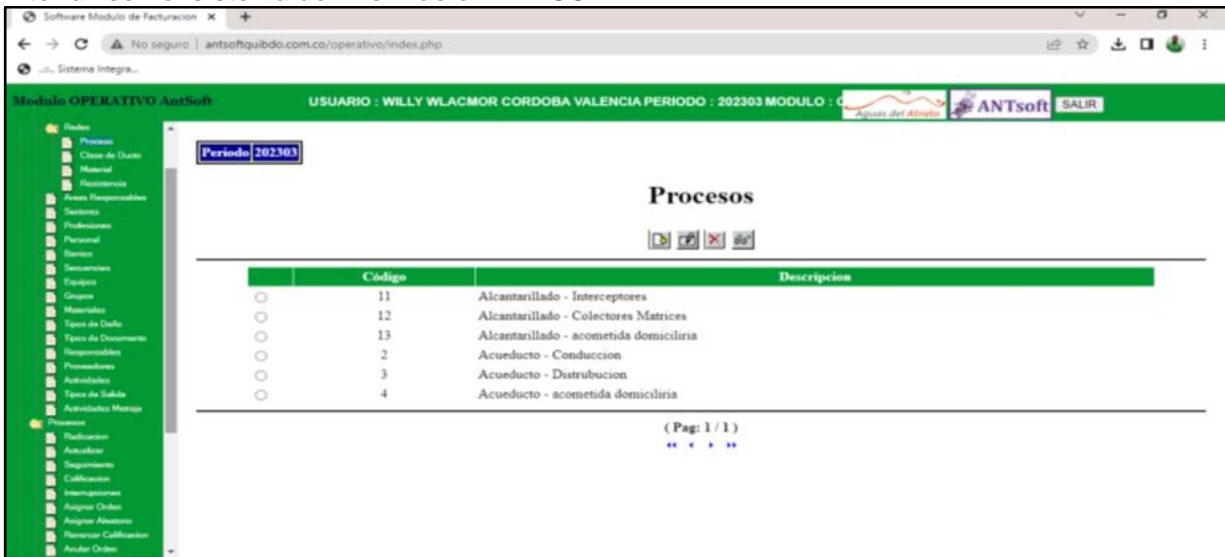 Software Modulo de Facturacion
No seguro | antsoftquibdo.com.co/operativo/index.php
Sistema Integra...
Modulo OPERATIVO AntSoft
USUARIO : WILLY WLACMOR CORDOBA VALENCIA PERIODO : 202303 MODULO :
Aguas del Atrato
ANTsoft
SALIR
Redes
Proceso
Clase de Ducto
Material
Resistencia
Areas Responsables
Sectores
Profesiones
Personal
Barrios
Secuencias
Equipos
Grupos
Materiales
Tipos de Daño
Tipos de Documento
Responsables
Proveedores
Actividades
Tipos de Salida
Actividades Metraje
Procesos
Radicacion
Actualizar
Seguimiento
Calificacion
Interrupciones
Asignar Orden
Asignar Aleatorio
Reversar Calificacion
Anular Orden
Periodo 202303
Procesos
Código Descripcion
11 Alcantarillado - Interceptores
12 Alcantarillado - Colectores Matrices
13 Alcantarillado - acometida domiciliria
2 Acueducto - Conduccion
3 Acueducto - Distrubucion
4 Acueducto - acometida domiciliria
( Pag: 1 / 1 )